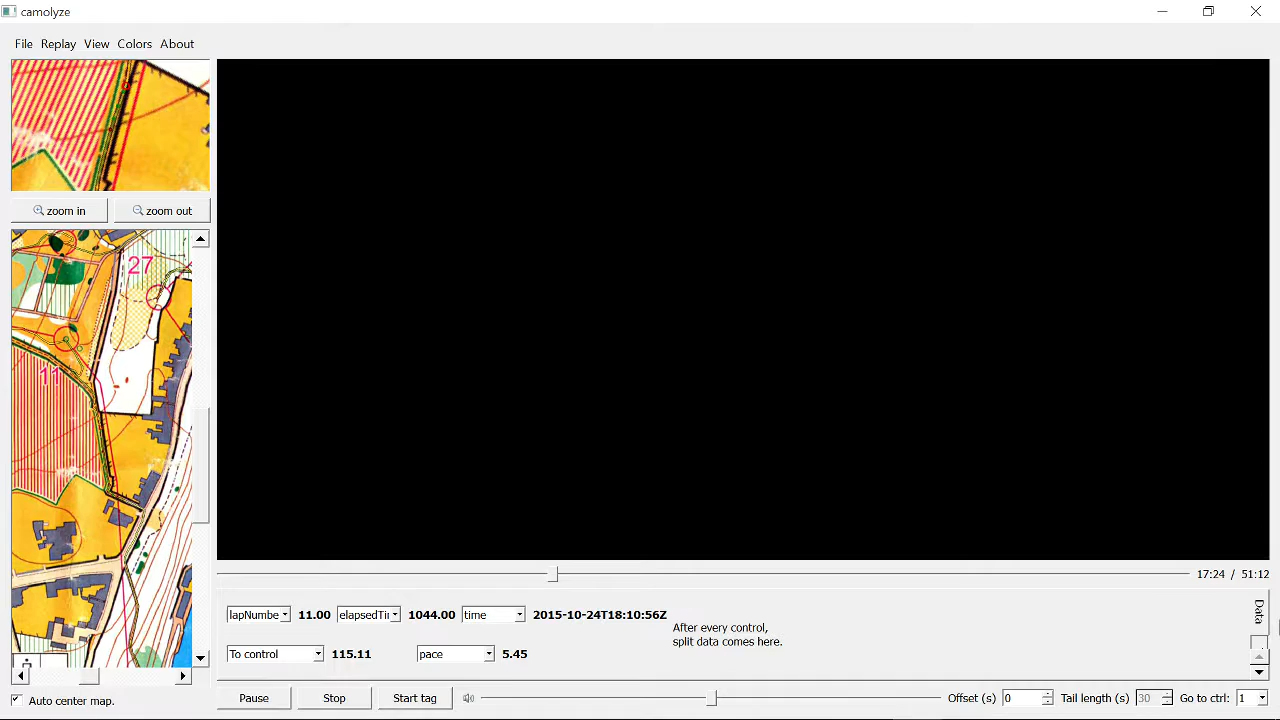 camolyze
File Replay View Colors About
zoom in
zoom out
27
11
17:24 / 51:12
lapNumbe 11.00 elapsedTi 1044.00 time 2015-10-24T18:10:56Z
After every control,
split data comes here.
To control 115.11 pace 5.45
Data
Auto center map.
Pause Stop Start tag Offset (s) 0 Tail length (s) 30 Go to ctrl: 1